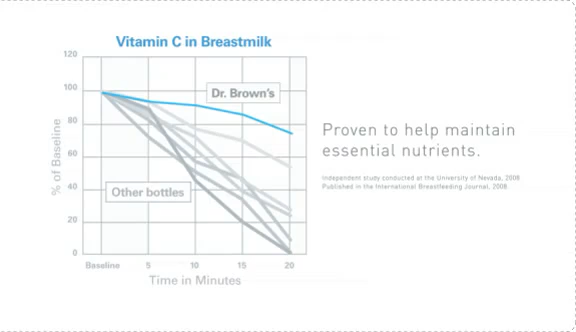 Vitamin C in Breastmilk
120
100
80
60
40
20
0
% of Baseline
Dr. Brown's
Other bottles
Baseline 5 10 15 20
Time in Minutes
Proven to help maintain
essential nutrients.
Independent study conducted at the University of Nevada, 2008
Published in the International Breastfeeding Journal, 2008